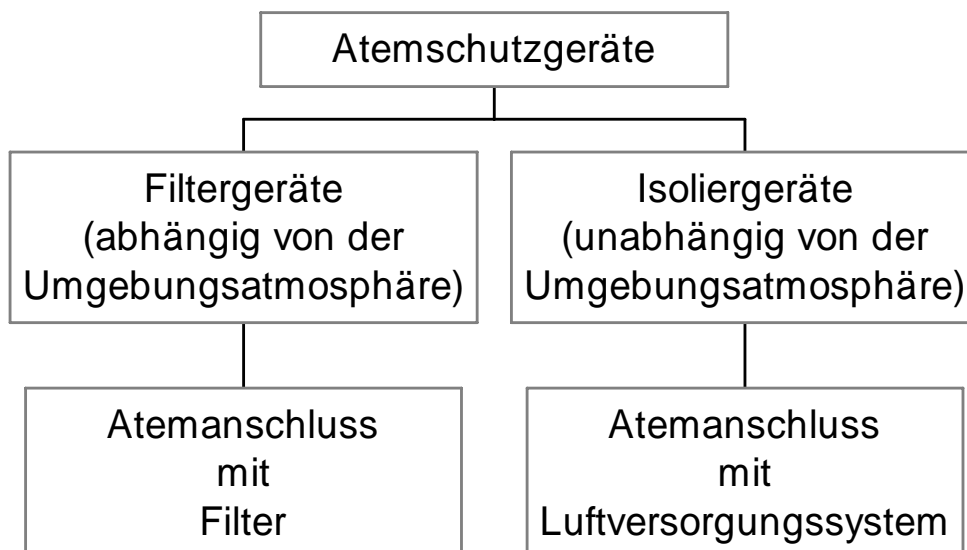 Atemschutzgeräte
Filtergeräte
(abhängig von der
Umgebungsatmosphäre)
Isoliergeräte
(unabhängig von der
Umgebungsatmosphäre)
Atemanschluss
mit
Filter
Atemanschluss
mit
Luftversorgungssystem